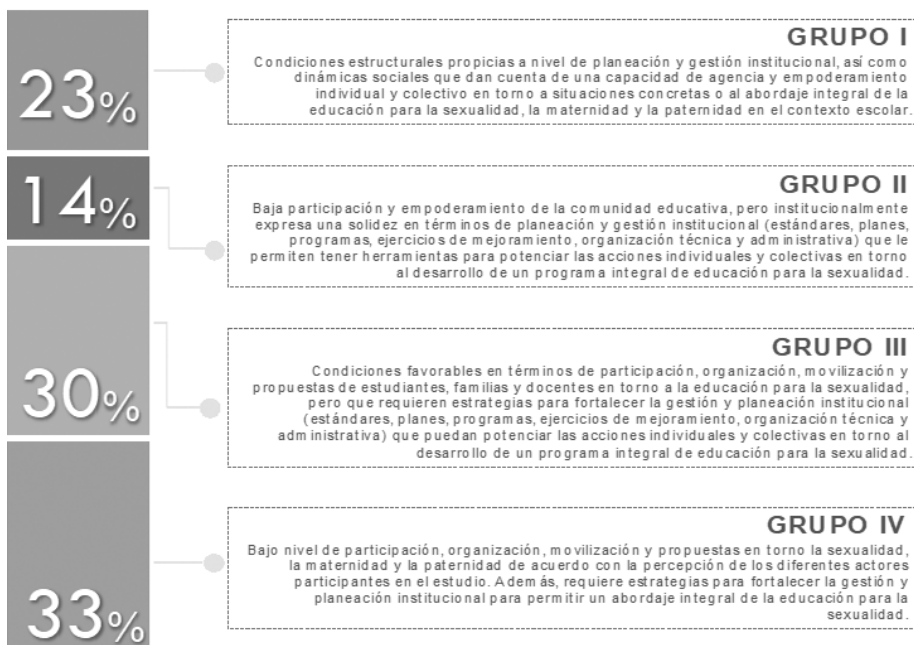 23%
GRUPO I
Condiciones estructurales propicias a nivel de planeación y gestión institucional, así como
dinámicas sociales que dan cuenta de una capacidad de agencia y empoderamiento
individual y colectivo en torno a situaciones concretas o al abordaje integral de la
educación para la sexualidad, la maternidad y la paternidad en el contexto escolar.
14%
GRUPO II
Baja participación y empoderamiento de la comunidad educativa, pero institucionalmente
expresa una solidez en términos de planeación y gestión institucional (estándares, planes,
programas, ejercicios de mejoramiento, organización técnica y administrativa) que le
permiten tener herramientas para potenciar las acciones individuales y colectivas en torno
al desarrollo de un programa integral de educación para la sexualidad.
30%
GRUPO III
Condiciones favorables en términos de participación, organización, movilización y
propuestas de estudiantes, familias y docentes en torno a la educación para la sexualidad,
pero que requieren estrategias para fortalecer la gestión y planeación institucional
(estándares, planes, programas, ejercicios de mejoramiento, organización técnica y
administrativa) que puedan potenciar las acciones individuales y colectivas en torno al
desarrollo de un programa integral de educación para la sexualidad.
33%
GRUPO IV
Bajo nivel de participación, organización, movilización y propuestas en torno la sexualidad,
la maternidad y la paternidad de acuerdo con la percepción de los diferentes actores
participantes en el estudio. Además, requiere estrategias para fortalecer la gestión y
planeación institucional para permitir un abordaje integral de la educación para la
sexualidad.